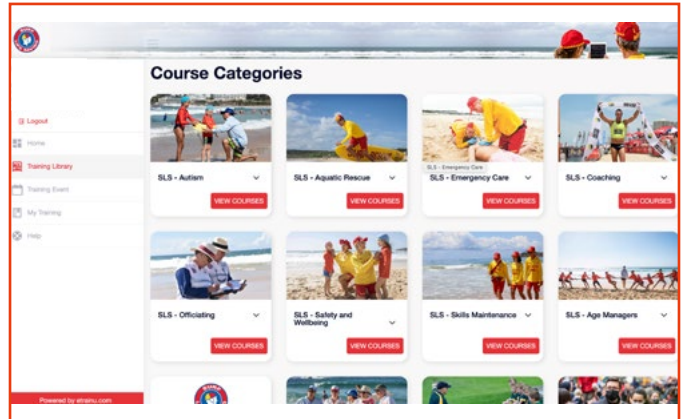 Course Categories
Logout
Home
Training Library
Training Event
My Training
Help
SLS - Autism
VIEW COURSES
SLS - Aquatic Rescue
VIEW COURSES
SLS - Emergency Care
SLS - Emergency Care
VIEW COURSES
SLS - Coaching
VIEW COURSES
SLS - Officiating
VIEW COURSES
SLS - Safety and
Wellbeing
VIEW COURSES
SLS - Skills Maintenance
VIEW COURSES
SLS - Age Managers
VIEW COURSES
SURF
Powered by etrainu.com